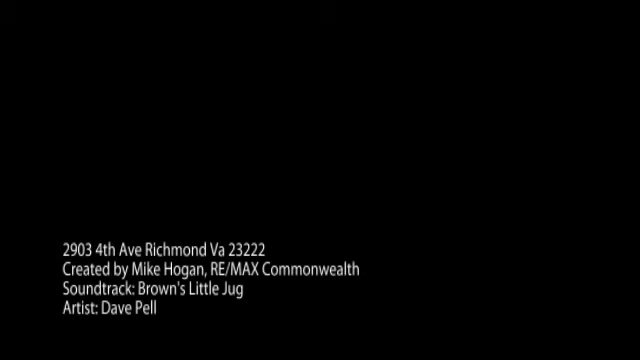 2903 4th Ave Richmond Va 23222
Created by Mike Hogan, RE/MAX Commonwealth
Soundtrack: Brown's Little Jug
Artist: Dave Pell